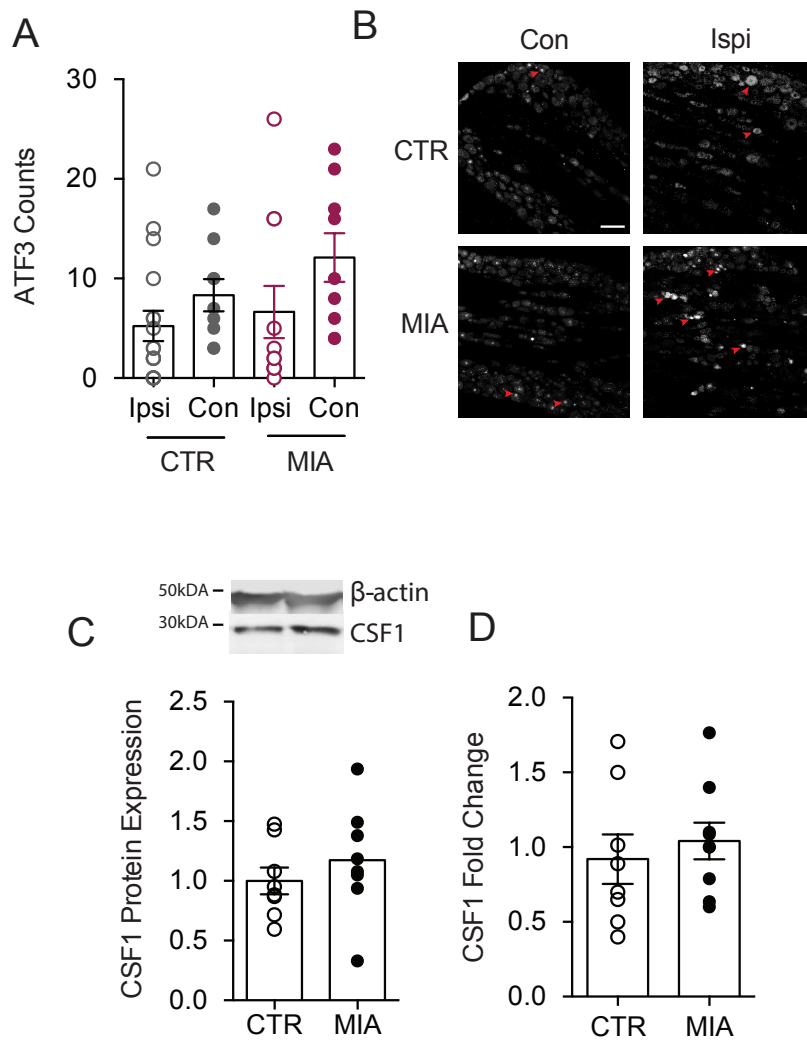 A
ATF3 Counts
30
20
10
0
Ipsi Con Ipsi Con
CTR MIA
B
Con Ispi
CTR
MIA
C
50kDA
β-actin
30kDA
CSF1
CSF1 Protein Expression
2.5
2.0
1.5
1.0
0.5
0.0
CTR MIA
D
CSF1 Fold Change
2.0
1.5
1.0
0.5
0.0
CTR MIA